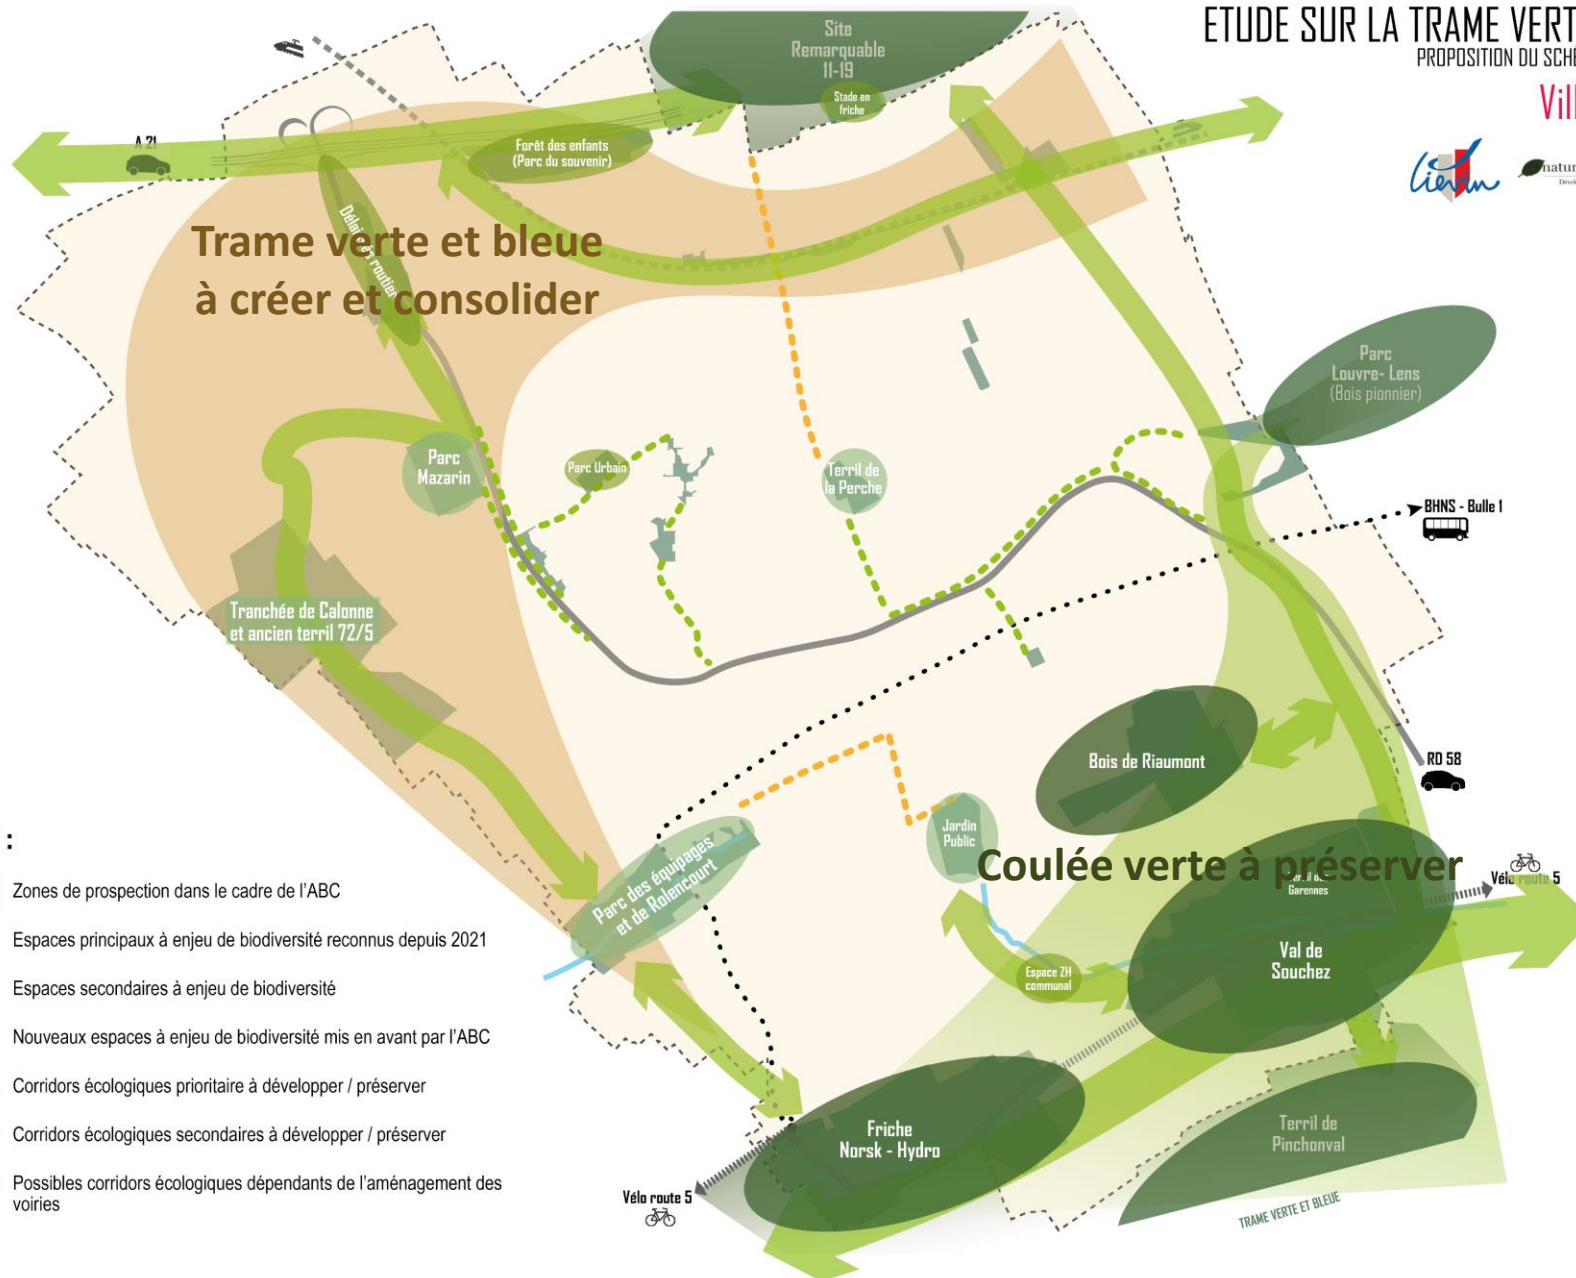 ETUDE SUR LA TRAME VERT
PROPOSITION DU SCHÉ
Vill
Liévin
natur
Site
Remarquable
11-19
Stade en
friche
A 21
Forêt des enfants
(Parc du souvenir)
Trame verte et bleue
à créer et consolider
routier
Parc
Louvre- Lens
(Bois pionnier)
Parc
Mazarin
Parc Urbain
Terril de
la Perche
BHNS - Bulle 1
Tranchée de Calonne
et ancien terril 72/5
Bois de Riaumont
RD 58
Jardin
Public
Parc des équipages
et de Rolencourt
Coulée verte à préserver
Garennes
Vélo route 5
Val de
Souchez
Espace ZH
communal
:
Zones de prospection dans le cadre de l'ABC
Espaces principaux à enjeu de biodiversité reconnus depuis 2021
Espaces secondaires à enjeu de biodiversité
Nouveaux espaces à enjeu de biodiversité mis en avant par l'ABC
Corridors écologiques prioritaire à développer / préserver
Corridors écologiques secondaires à développer / préserver
Possibles corridors écologiques dépendants de l'aménagement des
voiries
Friche
Norsk - Hydro
Terril de
Pinchonval
Vélo route 5
TRAME VERTE ET BLEUE